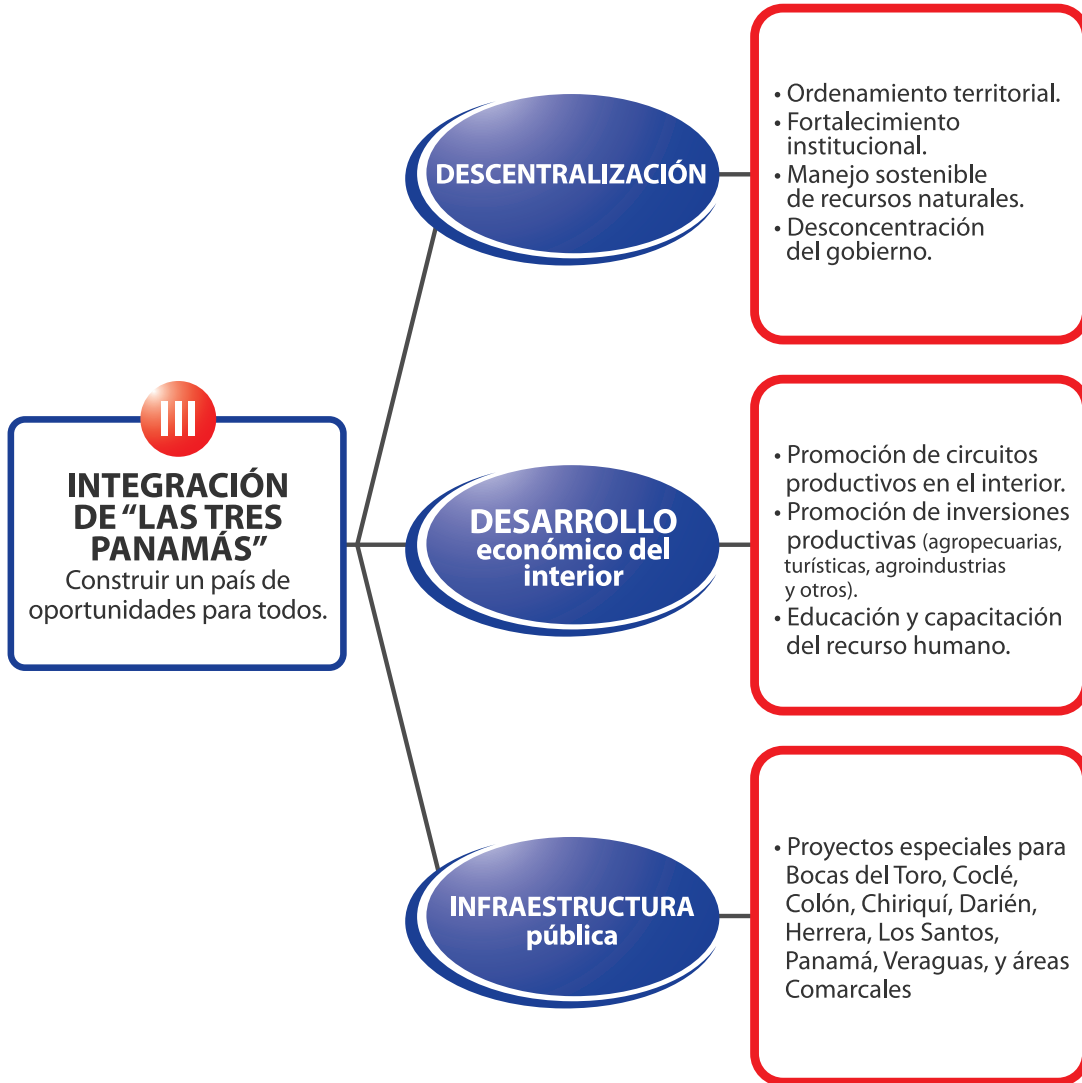 III
INTEGRACIÓN
DE “LAS TRES
PANAMÁS”
Construir un país de
oportunidades para todos.
DESCENTRALIZACIÓN
• Ordenamiento territorial.
• Fortalecimiento
institucional.
• Manejo sostenible
de recursos naturales.
• Desconcentración
del gobierno.
DESARROLLO
económico del
interior
• Promoción de circuitos
productivos en el interior.
• Promoción de inversiones
productivas (agropecuarias,
turísticas, agroindustrias
y otros).
• Educación y capacitación
del recurso humano.
INFRAESTRUCTURA
pública
• Proyectos especiales para
Bocas del Toro, Coclé,
Colón, Chiriquí, Darién,
Herrera, Los Santos,
Panamá, Veraguas, y áreas
Comarcales